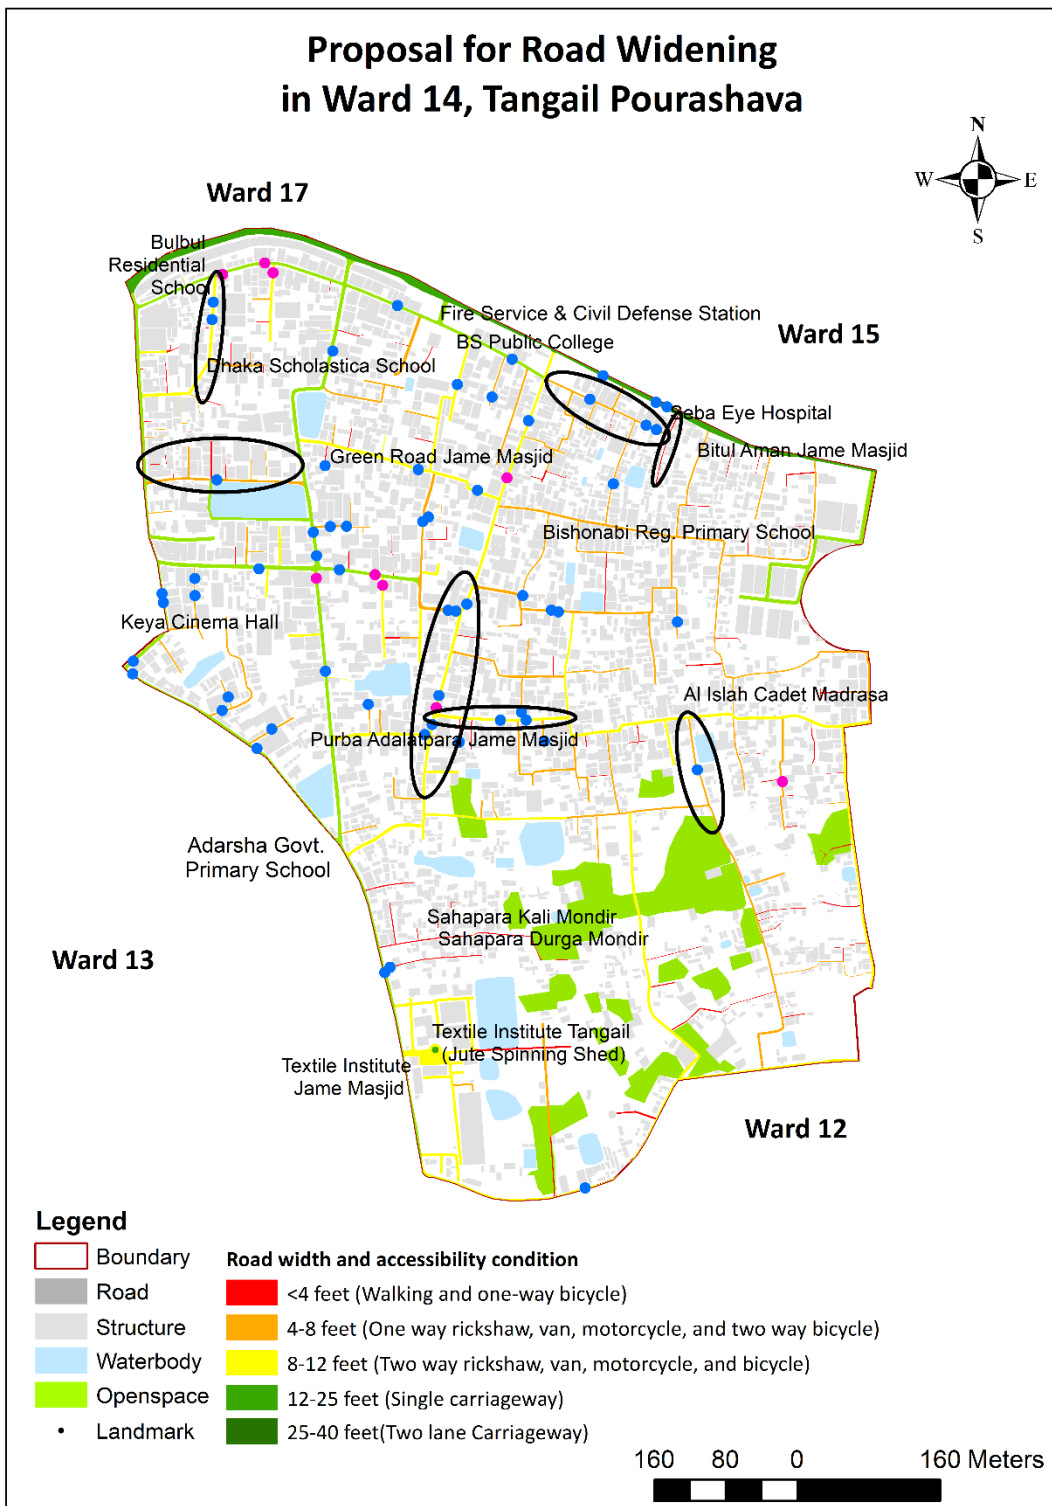 Proposal for Road Widening
in Ward 14, Tangail Pourashava
N
W
E
S
Ward 17
Bulbul
Residential
School
Fire Service & Civil Defense Station
Ward 15
BS Public College
Dhaka Scholastica School
Seba Eye Hospital
Bitul Aman Jame Masjid
Green Road Jame Masjid
Bishonabi Reg. Primary School
Keya Cinema Hall
Al Islah Cadet Madrasa
Purba Adalatpara Jame Masjid
Adarsha Govt.
Primary School
Sahapara Kali Mondir
Sahapara Durga Mondir
Ward 13
Textile Institute Tangail
(Jute Spinning Shed)
Textile Institute
Jame Masjid
Ward 12
Legend
Boundary
Road
Structure
Waterbody
Openspace
Landmark
Road width and accessibility condition
<4 feet (Walking and one-way bicycle)
4-8 feet (One way rickshaw, van, motorcycle, and two way bicycle)
8-12 feet (Two way rickshaw, van, motorcycle, and bicycle)
12-25 feet (Single carriageway)
25-40 feet(Two lane Carriageway)
160 80 0 160 Meters